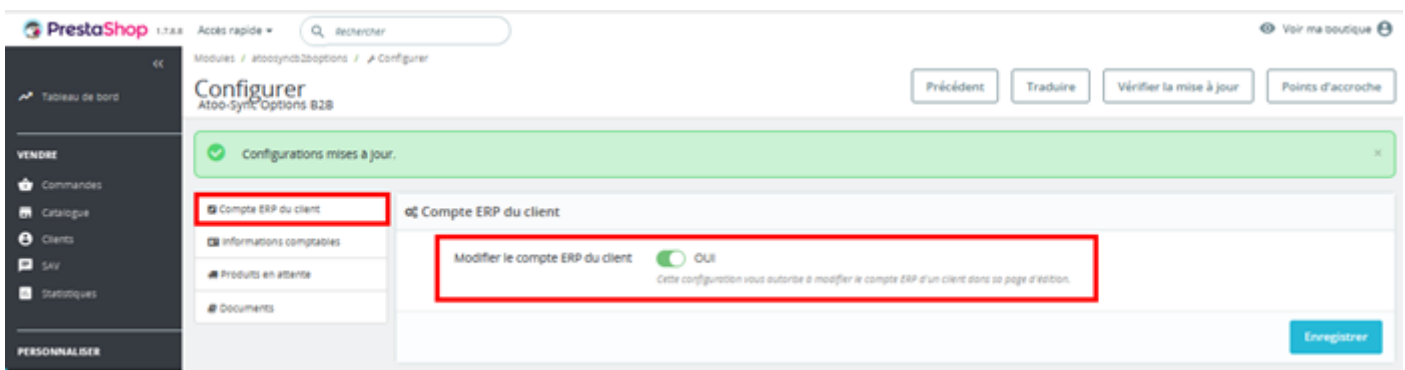 PrestaShop 1.7.8.8 Accès rapide Rechercher Voir ma boutique
Modules / atoosyncb2boptions / Configurer
Configurer
Atoo-Sync Options B2B
Précédent Traduire Vérifier la mise à jour Points d'accroche
Tableau de bord
VENDRE
Commandes
Catalogue
Clients
SAV
Statistiques
PERSONNALISER
Configurations mises à jour.
Compte ERP du client
Informations comptables
Produits en attente
Documents
Compte ERP du client
Modifier le compte ERP du client OUI
Cette configuration vous autorise à modifier le compte ERP d'un client dans sa page d'édition.
Enregistrer